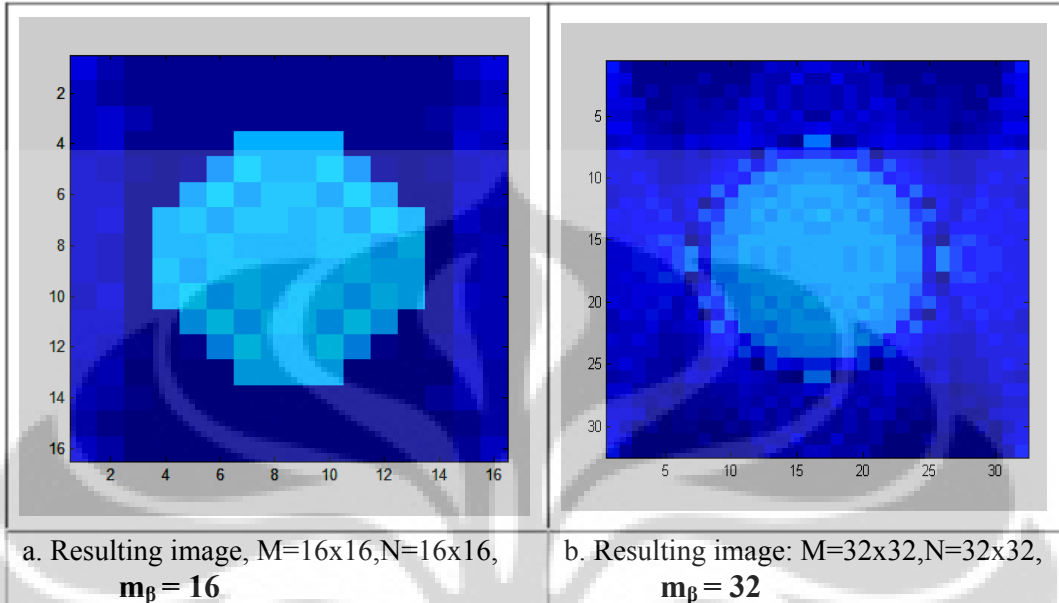 2
4
6
8
10
12
14
16
2 4 6 8 10 12 14 16
5
10
15
20
25
30
5 10 15 20 25 30
a. Resulting image, M=16x16,N=16x16,
mβ = 16
b. Resulting image: M=32x32,N=32x32,
mβ = 32